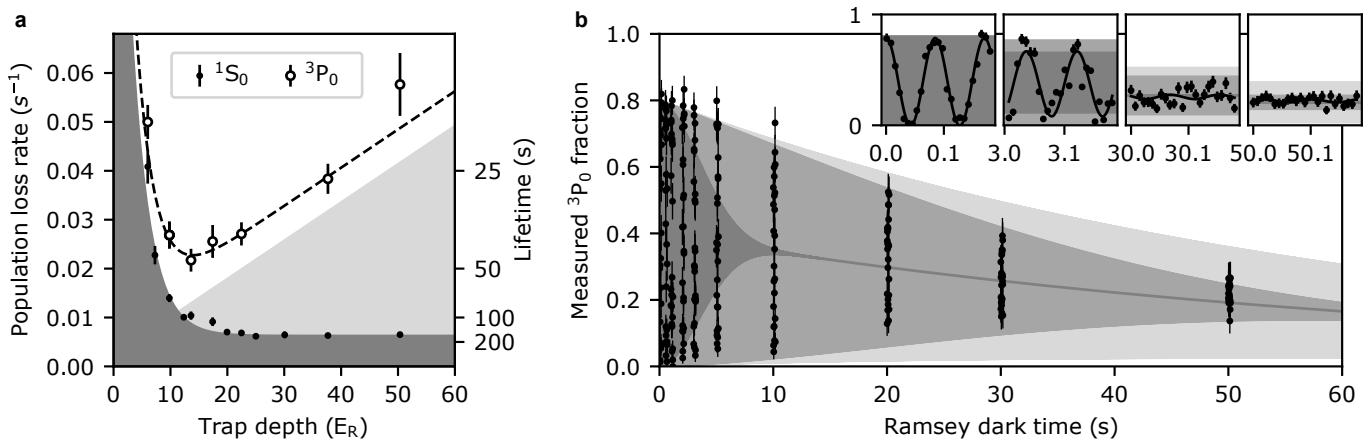 a
Population loss rate (s⁻¹)
0.06
0.05
0.04
0.03
0.02
0.01
0.00
¹S₀
³P₀
25
50
100
200
Lifetime (s)
0 10 20 30 40 50 60
Trap depth (E_R)
b
Measured ³P₀ fraction
1.0
0.8
0.6
0.4
0.2
0.0
0 10 20 30 40 50 60
Ramsey dark time (s)
1
0
0.0 0.1 3.0 3.1 30.0 30.1 50.0 50.1